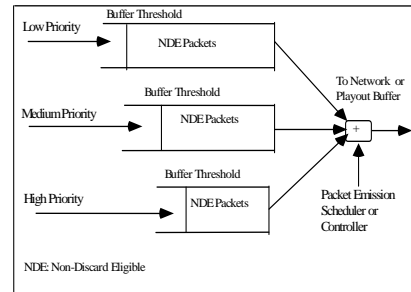 Buffer Threshold
Low Priority
NDE Packets
To Network or
Playout Buffer
Buffer Threshold
Medium Priority
NDE Packets
+
Buffer Threshold
High Priority
NDE Packets
Packet Emission
Scheduler or
Controller
NDE: Non-Discard Eligible